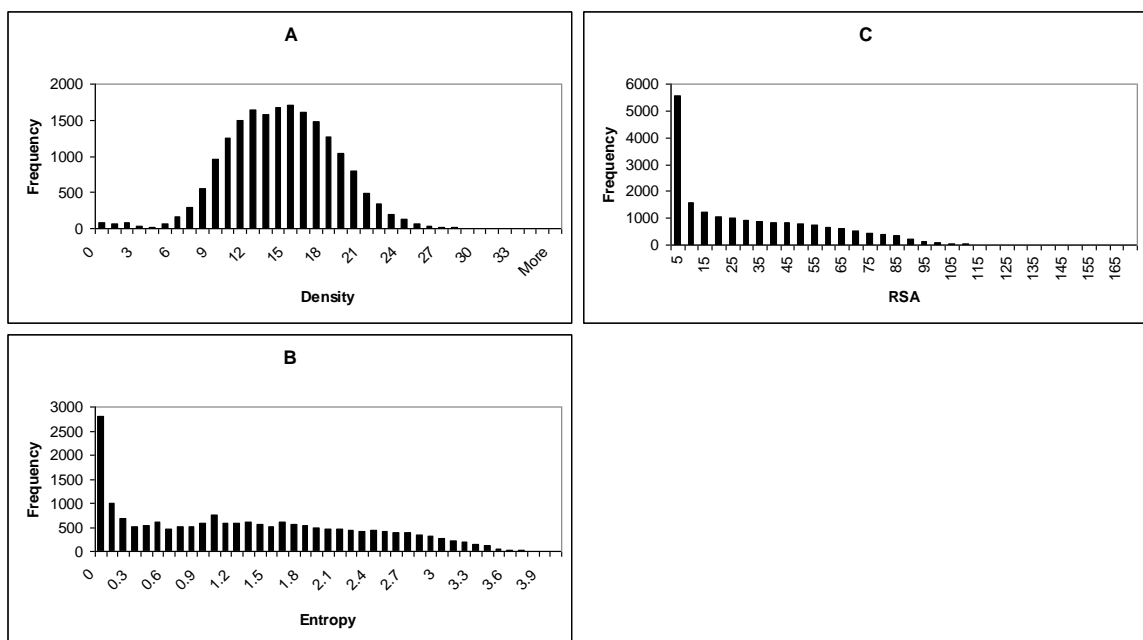 A
2000
1500
1000
500
0
Frequency
0 3 6 9 12 15 18 21 24 27 30 33 More
Density
C
6000
5000
4000
3000
2000
1000
0
Frequency
5 15 25 35 45 55 65 75 85 95 105 115 125 135 145 155 165
RSA
B
3000
2500
2000
1500
1000
500
0
Frequency
0 0.3 0.6 0.9 1.2 1.5 1.8 2.1 2.4 2.7 3 3.3 3.6 3.9
Entropy